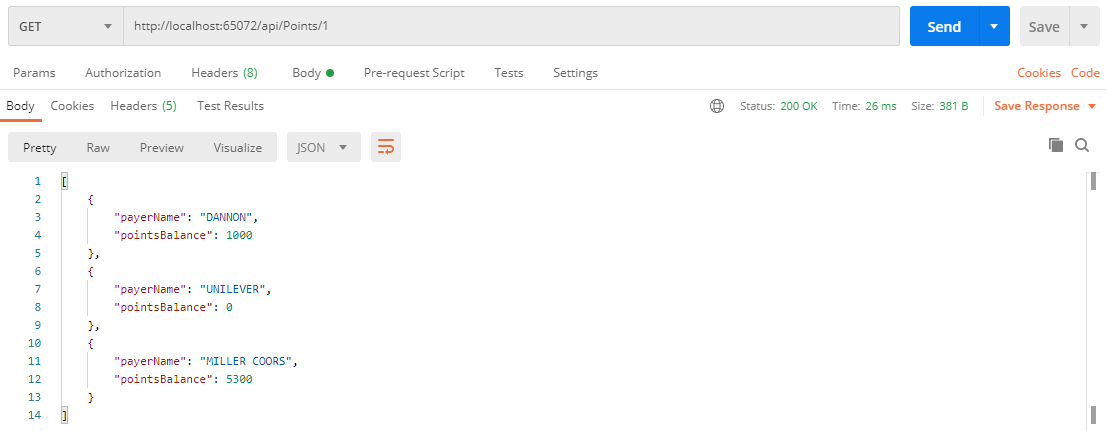 GET http://localhost:65072/api/Points/1 Send Save
Params Authorization Headers (8) Body Pre-request Script Tests Settings Cookies Code
Body Cookies Headers (5) Test Results Status: 200 OK Time: 26 ms Size: 381 B Save Response
Pretty Raw Preview Visualize JSON
1 [
2 {
3 "payerName": "DANNON",
4 "pointsBalance": 1000
5 },
6 {
7 "payerName": "UNILEVER",
8 "pointsBalance": 0
9 },
10 {
11 "payerName": "MILLER COORS",
12 "pointsBalance": 5300
13 }
14 ]